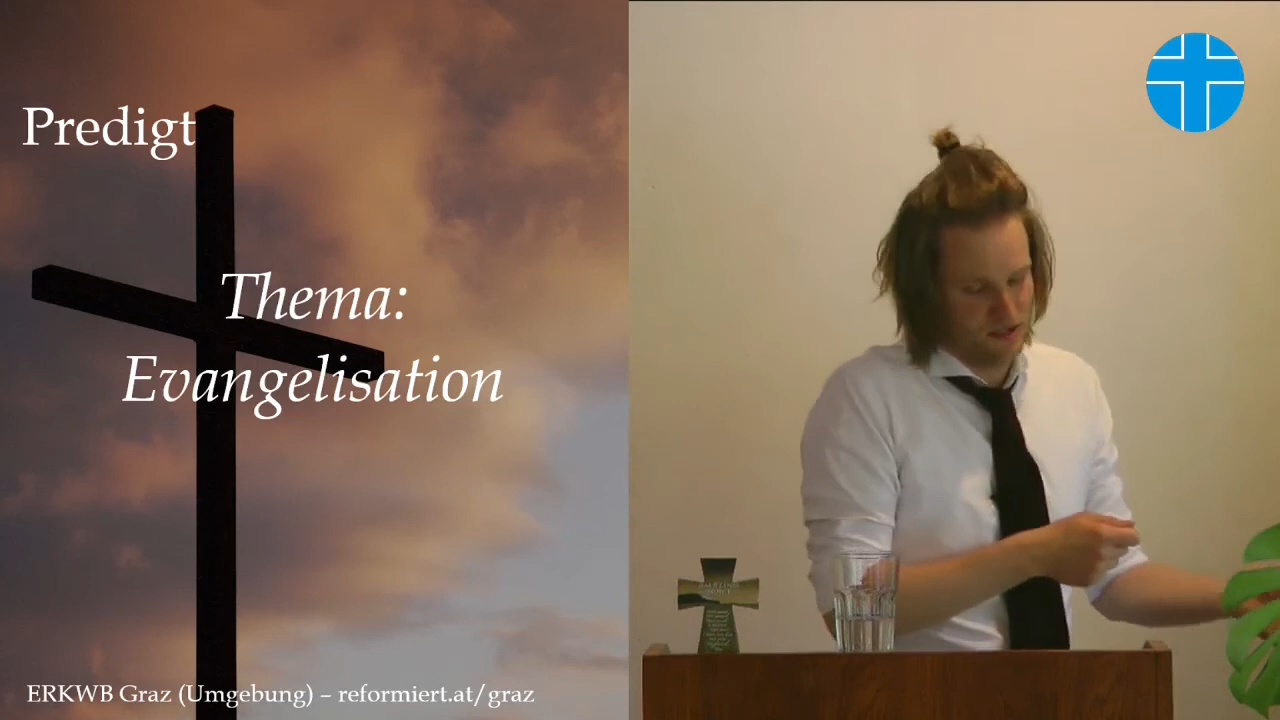 Predigt
Thema:
Evangelisation
ERKWB Graz (Umgebung) – reformiert.at/graz